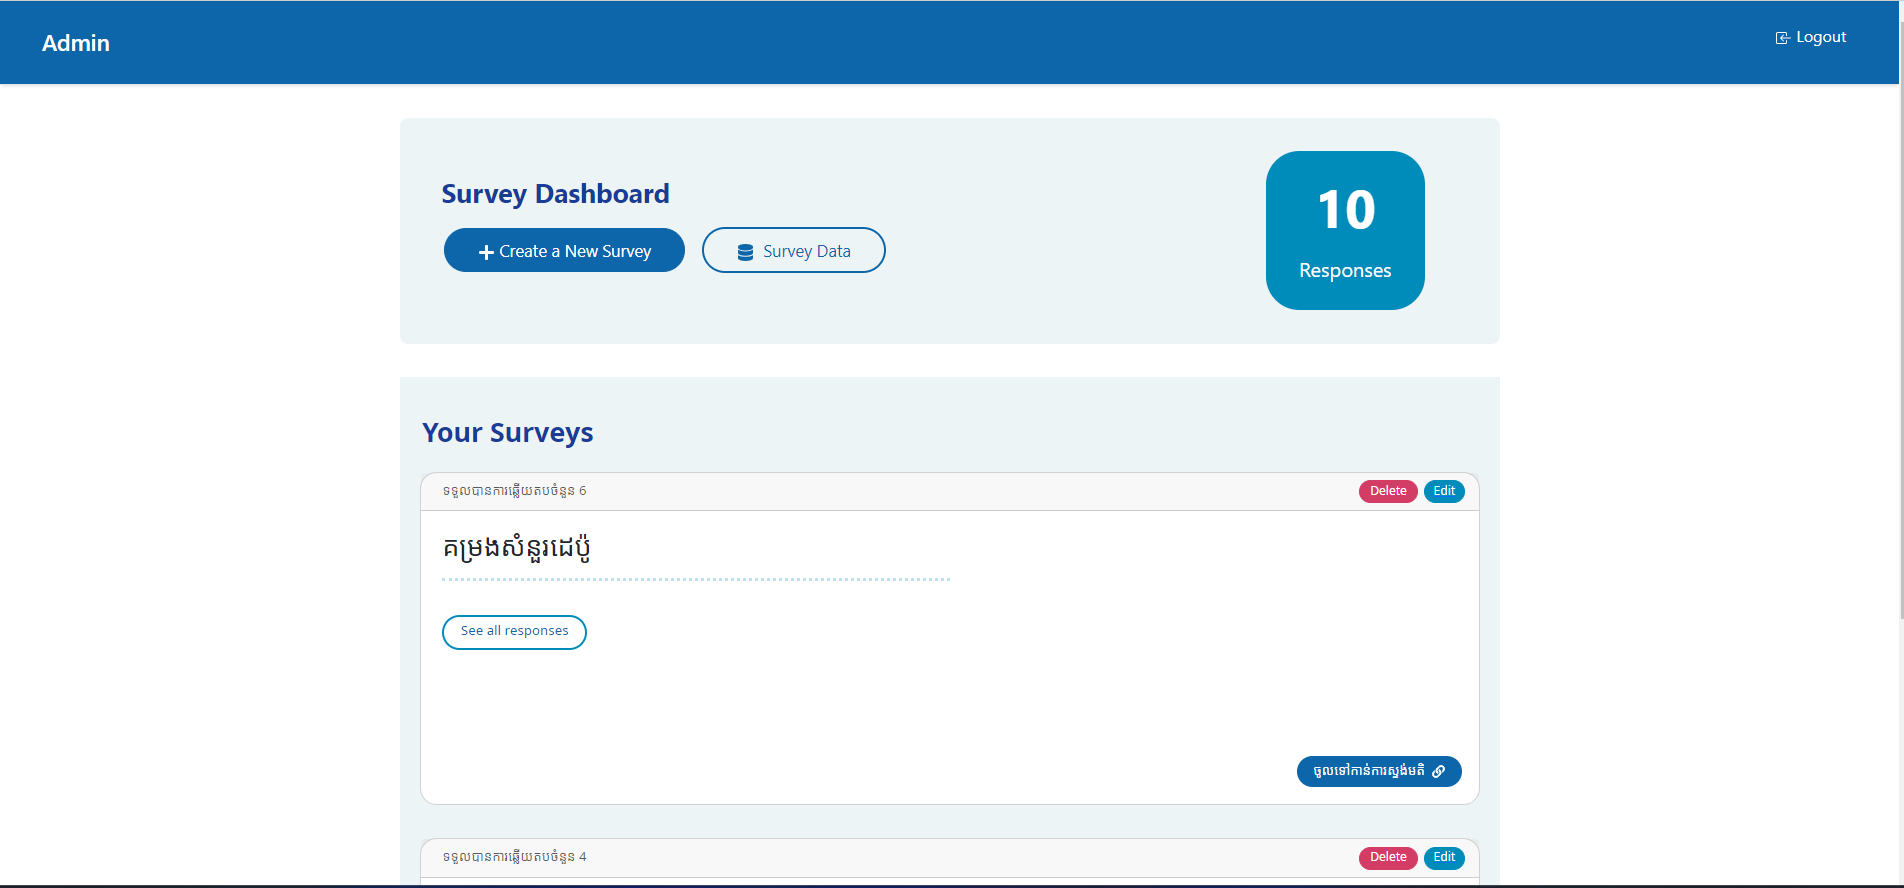 Admin
Logout
Survey Dashboard
Create a New Survey
Survey Data
10
Responses
Your Surveys
ទទួលបានការឆ្លើយតបចំនួន 6
Delete
Edit
គម្រងសំនួរដេប៉ូ
See all responses
ចូលទៅកាន់ការស្ទង់មតិ
ទទួលបានការឆ្លើយតបចំនួន 4
Delete
Edit